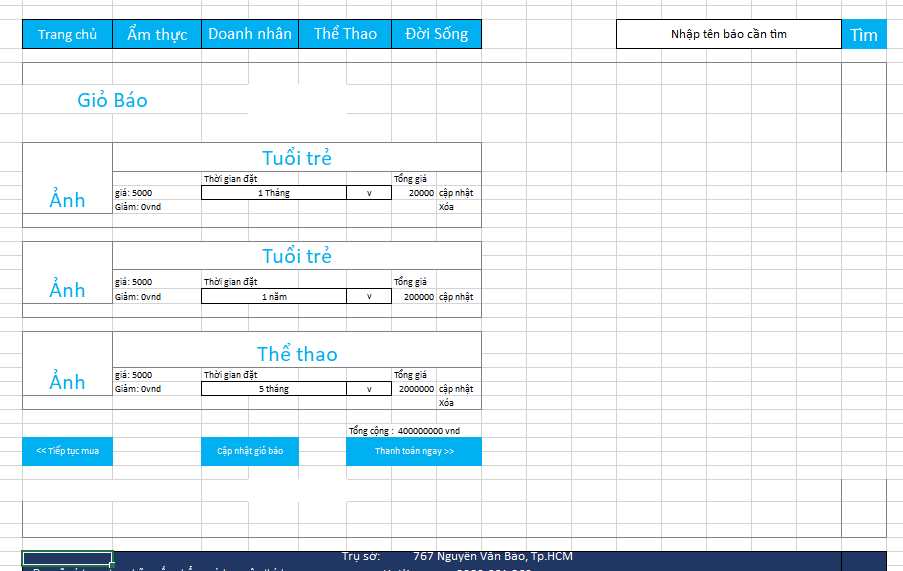 Trang chủ Ẩm thực Doanh nhân Thể Thao Đời Sống Nhập tên báo cần tìm Tìm
Giỏ Báo
Tuổi trẻ
Thời gian đặt Tổng giá
Ảnh giá: 5000 1 Tháng v 20000 cập nhật
Giảm: 0vnd Xóa
Tuổi trẻ
giá: 5000 Thời gian đặt Tổng giá
Ảnh Giảm: 0vnd 1 năm v 200000 cập nhật
Thể thao
giá: 5000 Thời gian đặt Tổng giá
Ảnh Giảm: 0vnd 5 tháng v 2000000 cập nhật
Xóa
Tổng cộng : 400000000 vnd
<< Tiếp tục mua Cập nhật giỏ báo Thanh toán ngay >>
Trụ sở: 767 Nguyễn Văn Bảo, Tp.HCM